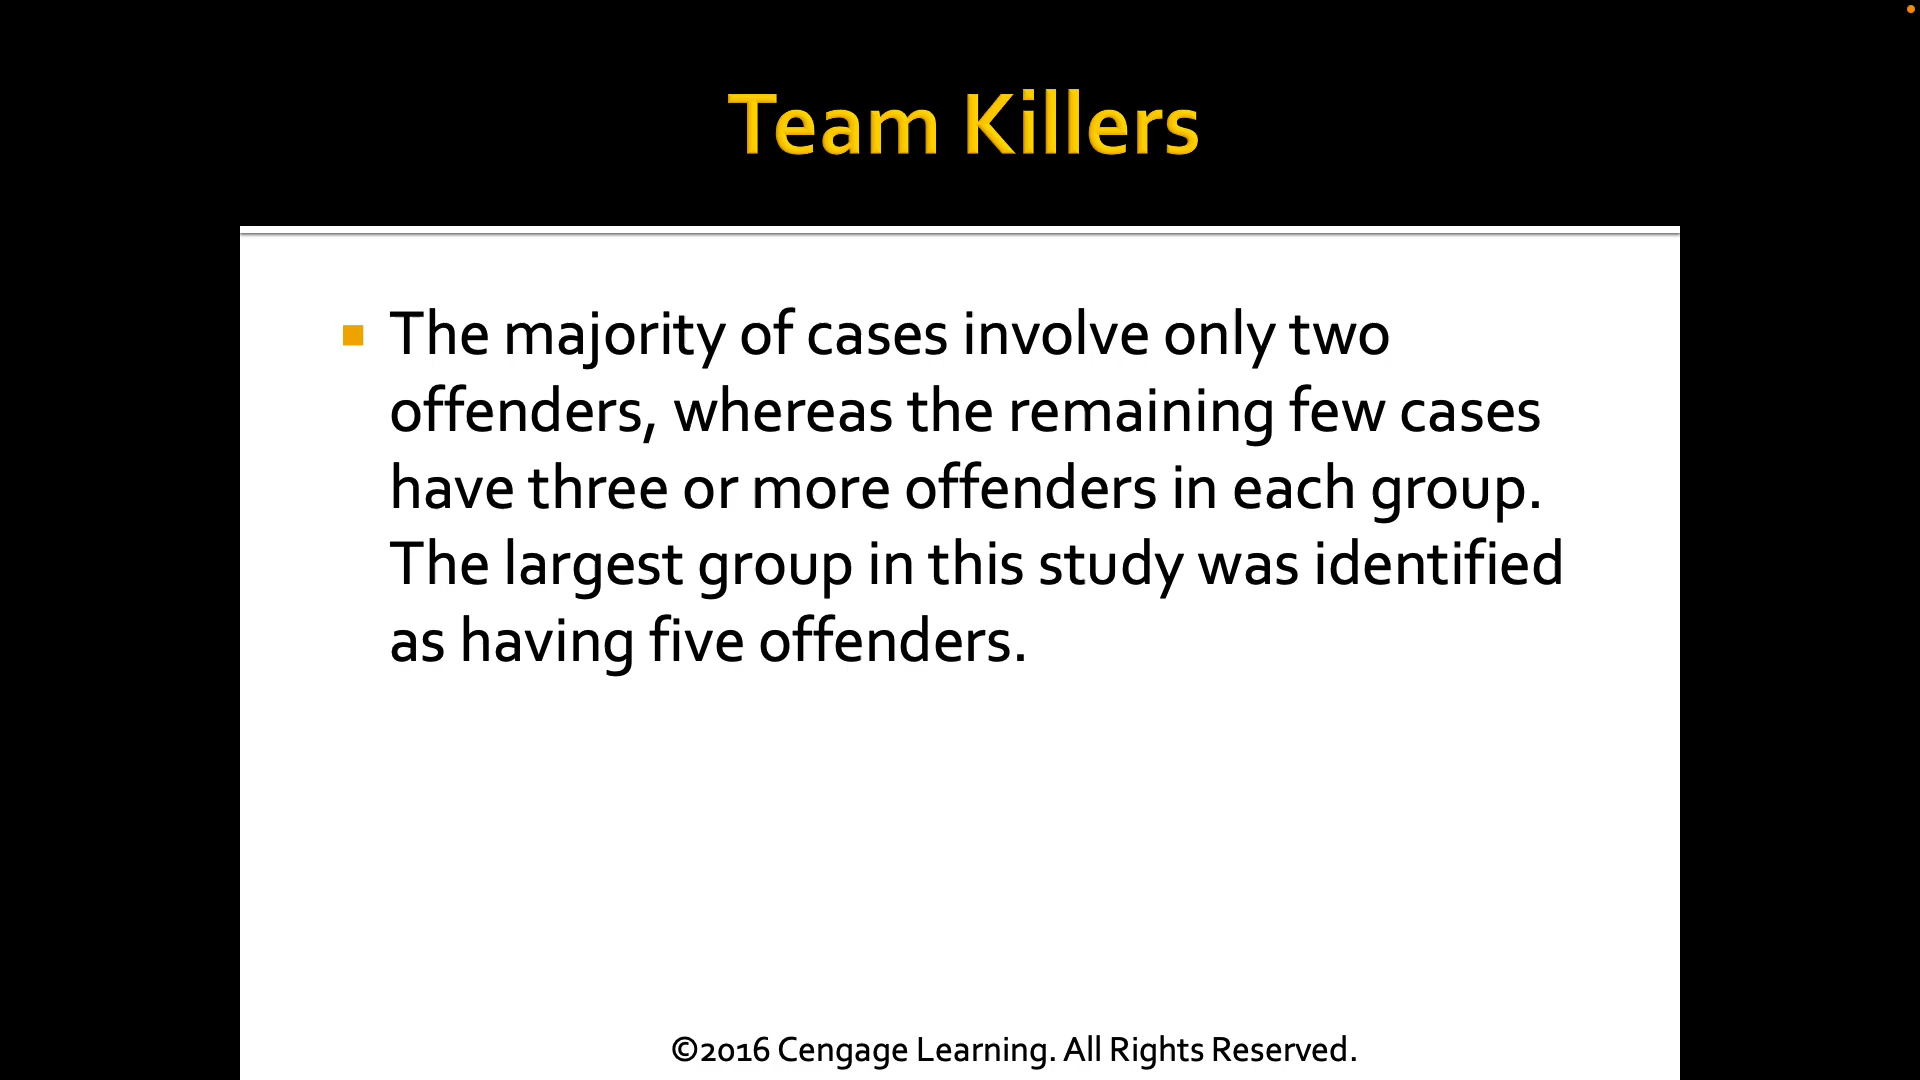 Team Killers
The majority of cases involve only two
offenders, whereas the remaining few cases
have three or more offenders in each group.
The largest group in this study was identified
as having five offenders.
©2016 Cengage Learning. All Rights Reserved.